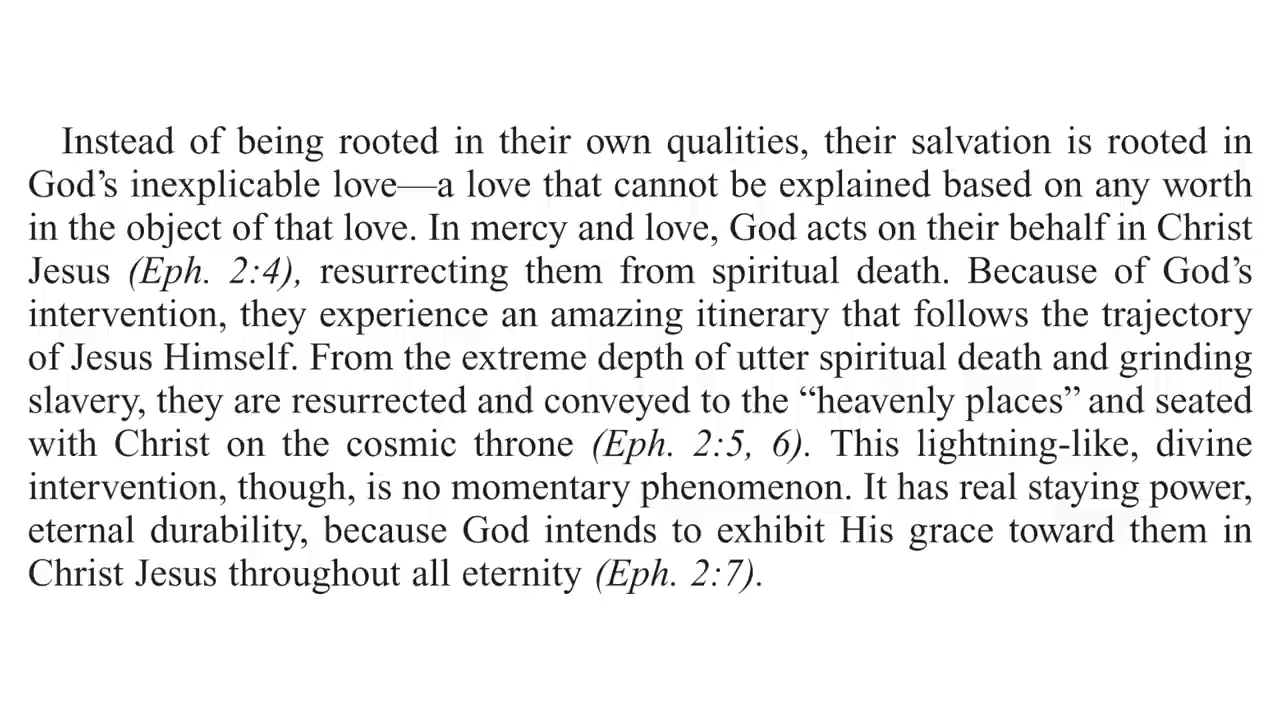 Instead of being rooted in their own qualities, their salvation is rooted in
God’s inexplicable love—a love that cannot be explained based on any worth
in the object of that love. In mercy and love, God acts on their behalf in Christ
Jesus (Eph. 2:4), resurrecting them from spiritual death. Because of God’s
intervention, they experience an amazing itinerary that follows the trajectory
of Jesus Himself. From the extreme depth of utter spiritual death and grinding
slavery, they are resurrected and conveyed to the “heavenly places” and seated
with Christ on the cosmic throne (Eph. 2:5, 6). This lightning-like, divine
intervention, though, is no momentary phenomenon. It has real staying power,
eternal durability, because God intends to exhibit His grace toward them in
Christ Jesus throughout all eternity (Eph. 2:7).